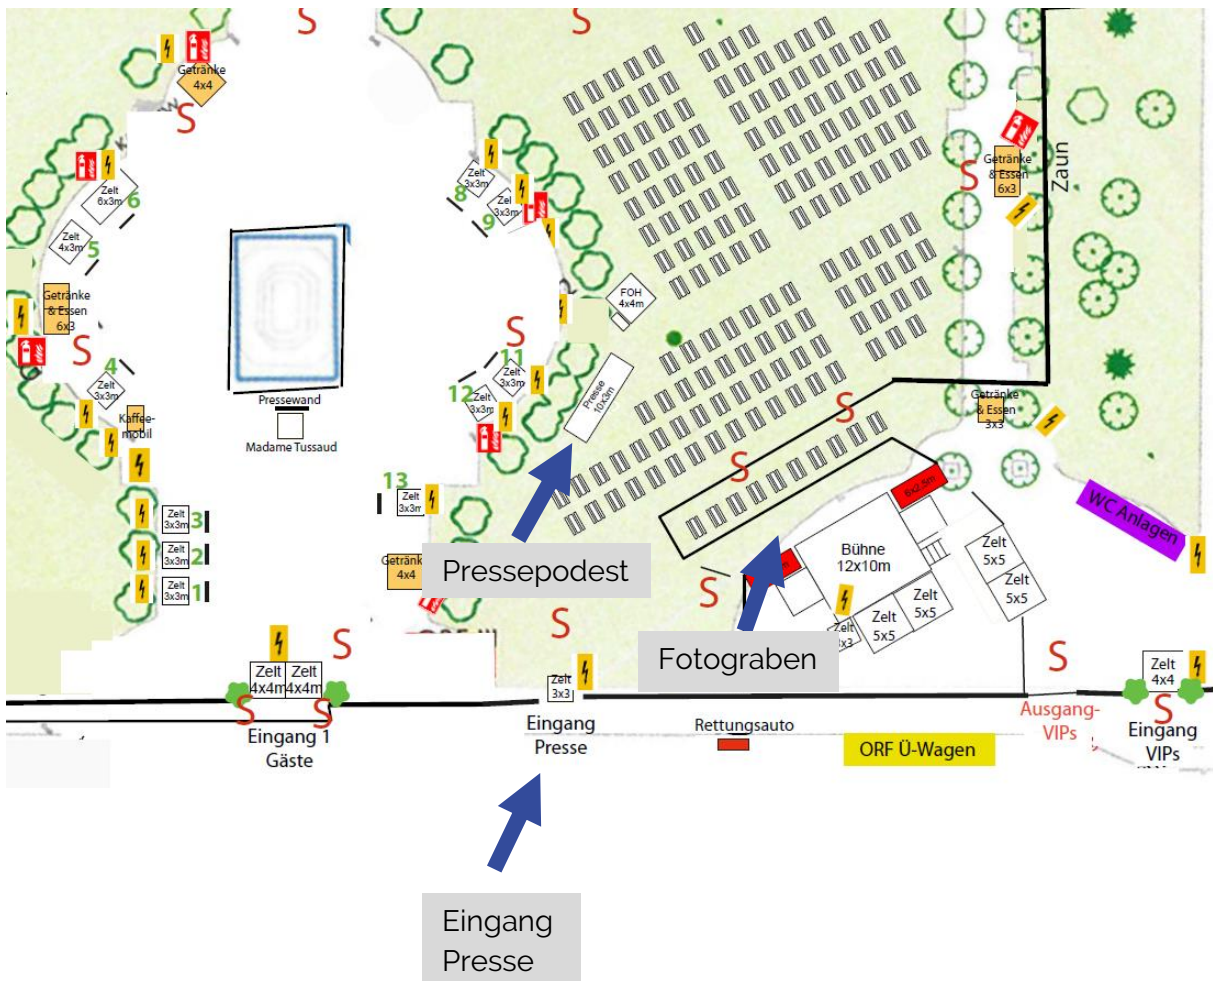 S
S
Getränke
4x4
S
Zelt
6x3m
6
Zelt
3x3m
8
Zelt
3x3m
9
Getränke
& Essen
6x3
S
Zaun
Zelt
4x3m
5
FOH
4x4m
Getränke
& Essen
6x3
S
S
4
Zelt
3x3m
11
Zelt
3x3m
12
Zelt
3x3m
Presse
10x3m
Pressewand
Madame Tussaud
Kaffee-
mobil
S
Getränke
& Essen
3x3
S
13
Zelt
3x3m
WC Anlagen
Zelt
3x3m
3
Zelt
3x3m
2
Zelt
3x3m
1
Getränk
4x4
Pressepodest
Bühne
12x10m
Zelt
5x5
Zelt
5x5
Zelt
5x5
Zelt
5x5
Zelt
S
S
S
Fotograben
S
Zelt
4x4m
Zelt
4x4m
S
S
Zelt
3x3
Zelt
4x4
S
Eingang 1
Gäste
Eingang
Presse
Rettungsauto
ORF Ü-Wagen
Ausgang-
VIPs
Eingang
VIPs
Eingang
Presse